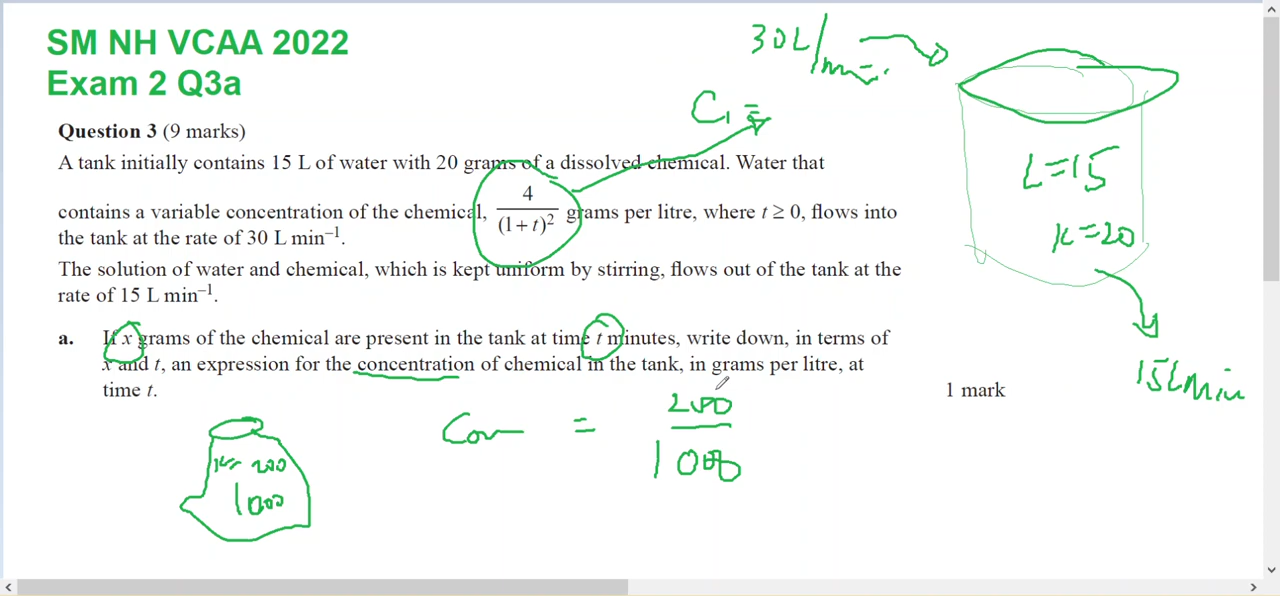 SM NH VCAA 2022
Exam 2 Q3a
30L/min
C₁ =
Question 3 (9 marks)
A tank initially contains 15 L of water with 20 grams of a dissolved chemical. Water that
contains a variable concentration of the chemical, 4/(1 + t)² grams per litre, where t ≥ 0, flows into
the tank at the rate of 30 L min⁻¹.
The solution of water and chemical, which is kept uniform by stirring, flows out of the tank at the
rate of 15 L min⁻¹.
L=15
x=20
15Lmin
a. If x grams of the chemical are present in the tank at time t minutes, write down, in terms of
x and t, an expression for the concentration of chemical in the tank, in grams per litre, at
time t.
1 mark
Con = 200/1000
x= 200
1000